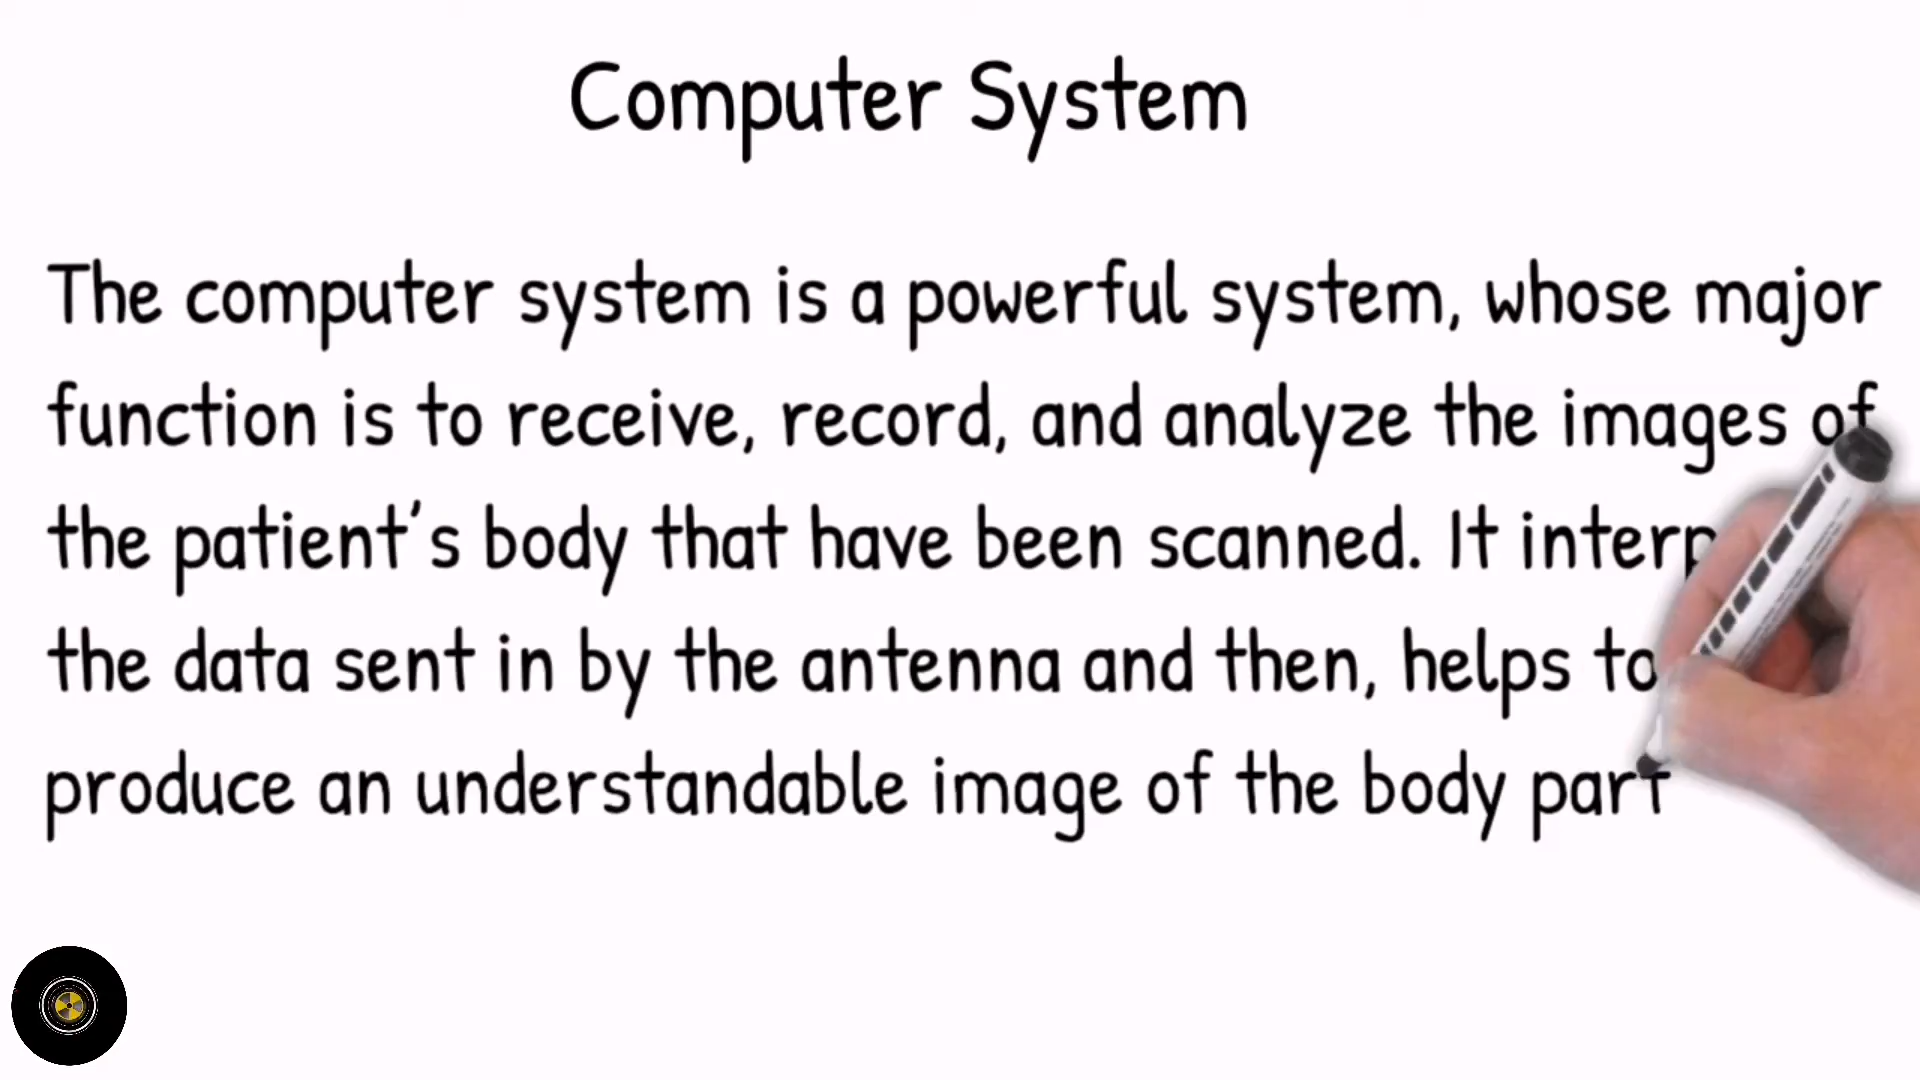 Computer System
The computer system is a powerful system, whose major
function is to receive, record, and analyze the images of
the patient's body that have been scanned. It
the data sent in by the antenna and then, helps to
produce an understandable image of the body part